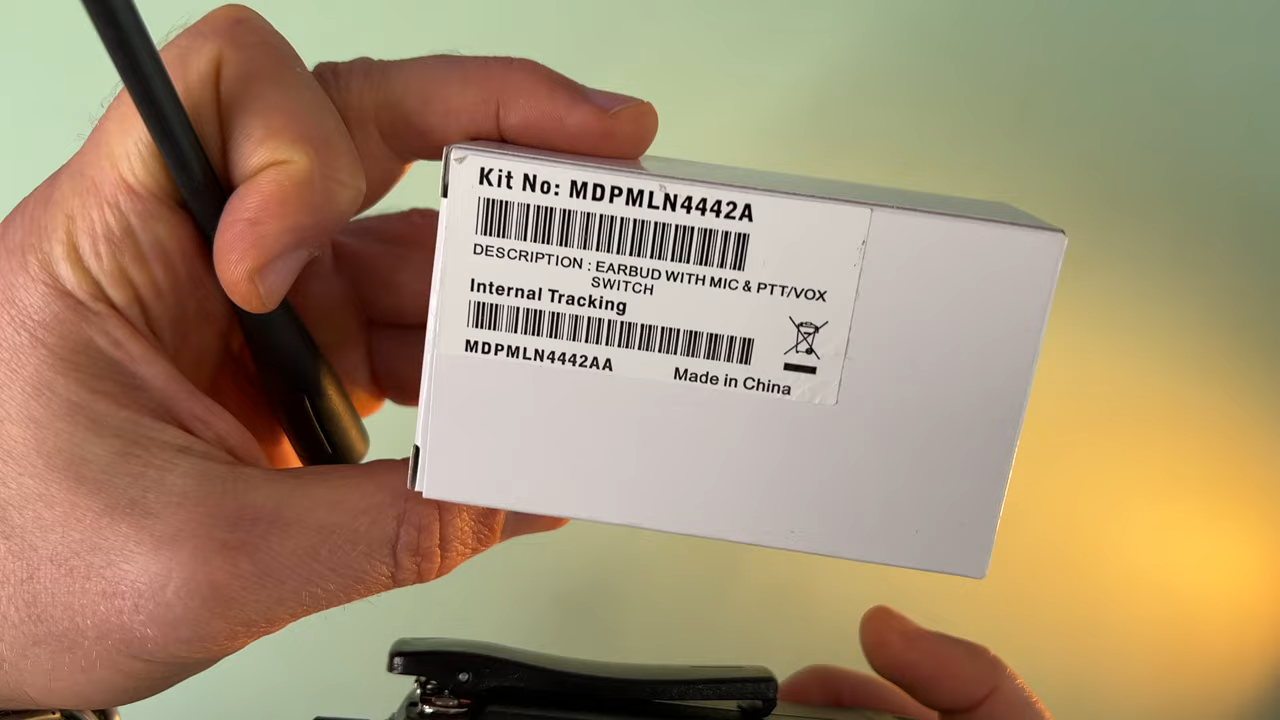 Kit No: MDPMLN4442A
DESCRIPTION : EARBUD WITH MIC & PTT/VOX
SWITCH
Internal Tracking
MDPMLN4442AA
Made in China